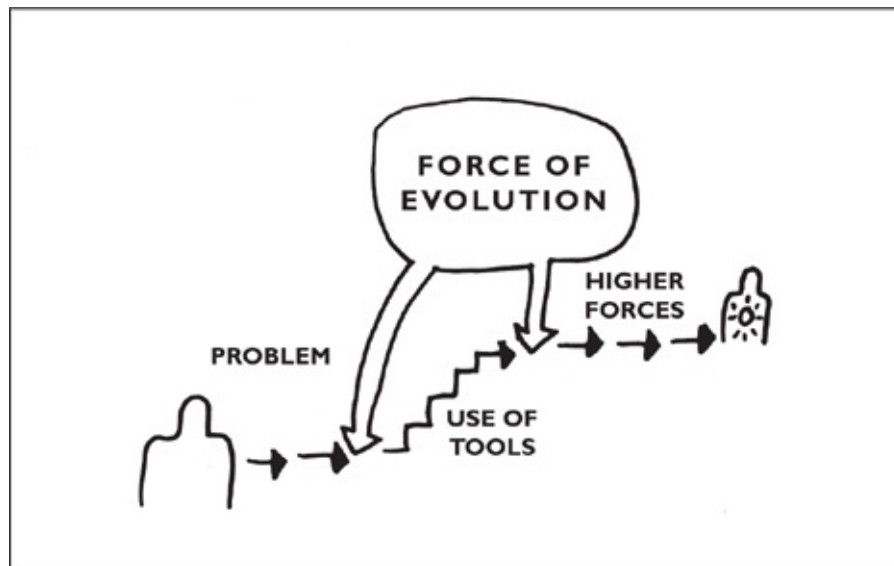 FORCE OF
EVOLUTION
HIGHER
FORCES
PROBLEM
USE OF
TOOLS